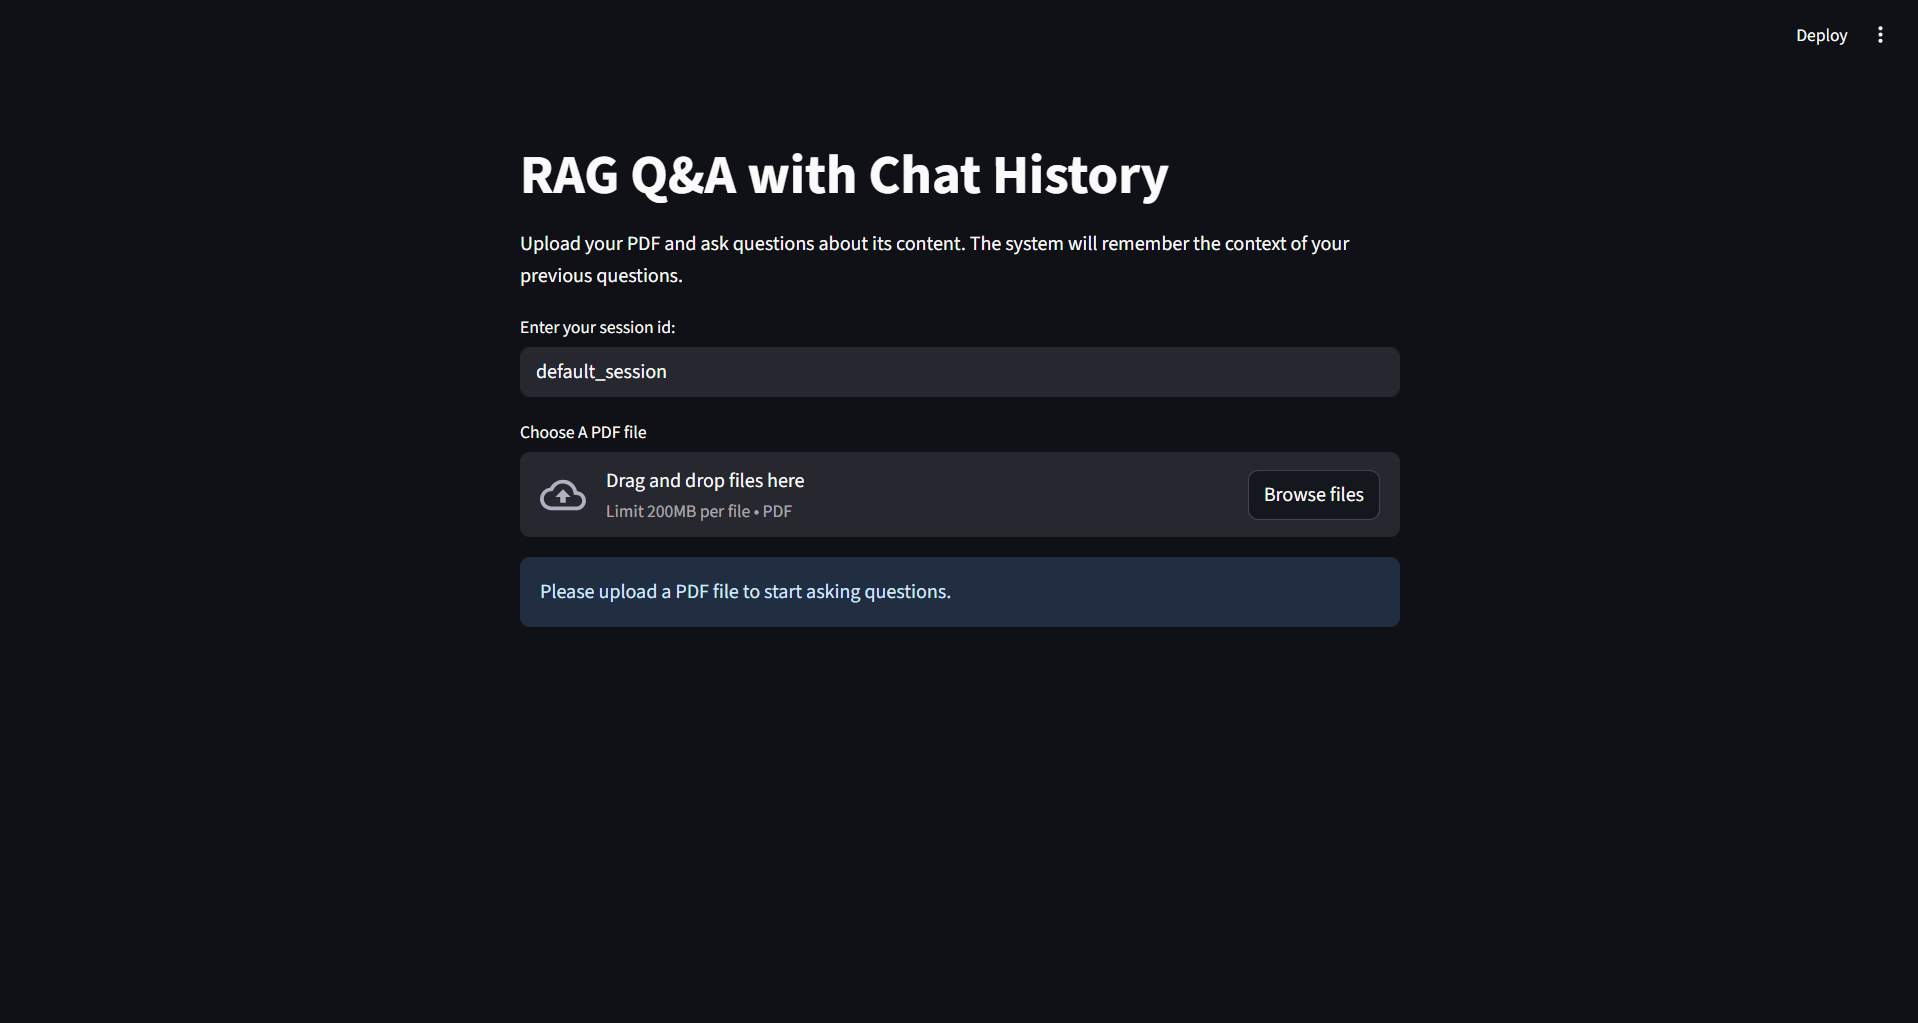 Deploy
RAG Q&A with Chat History
Upload your PDF and ask questions about its content. The system will remember the context of your
previous questions.
Enter your session id:
default_session
Choose A PDF file
Drag and drop files here
Limit 200MB per file • PDF
Browse files
Please upload a PDF file to start asking questions.